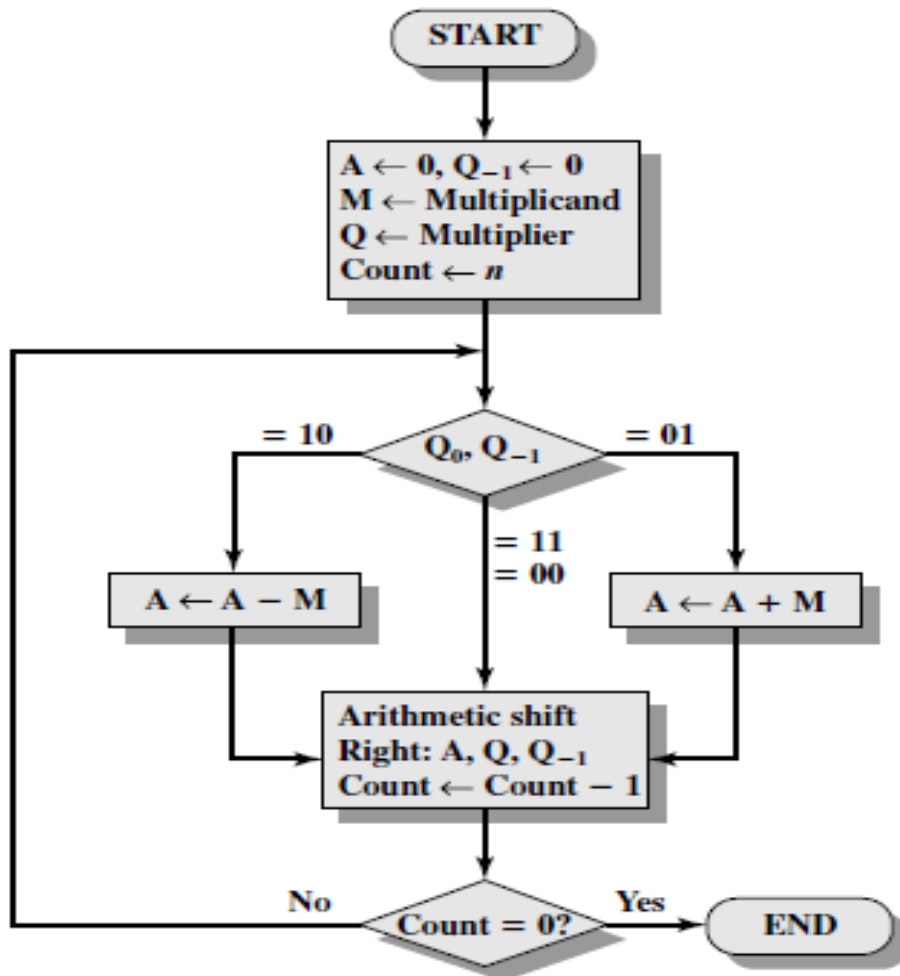 START
A ← 0, Q₋₁ ← 0
M ← Multiplicand
Q ← Multiplier
Count ← n
= 10
Q₀, Q₋₁
= 01
= 11
= 00
A ← A − M
A ← A + M
Arithmetic shift
Right: A, Q, Q₋₁
Count ← Count − 1
No
Count = 0?
Yes
END